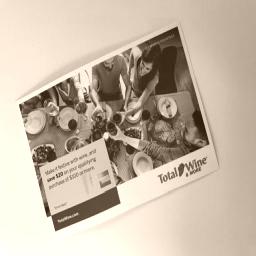 Make it festive with wine, and
save $20 on your qualifying
purchase of $100 or more.
Total Wine
& MORE
TotalWine.com